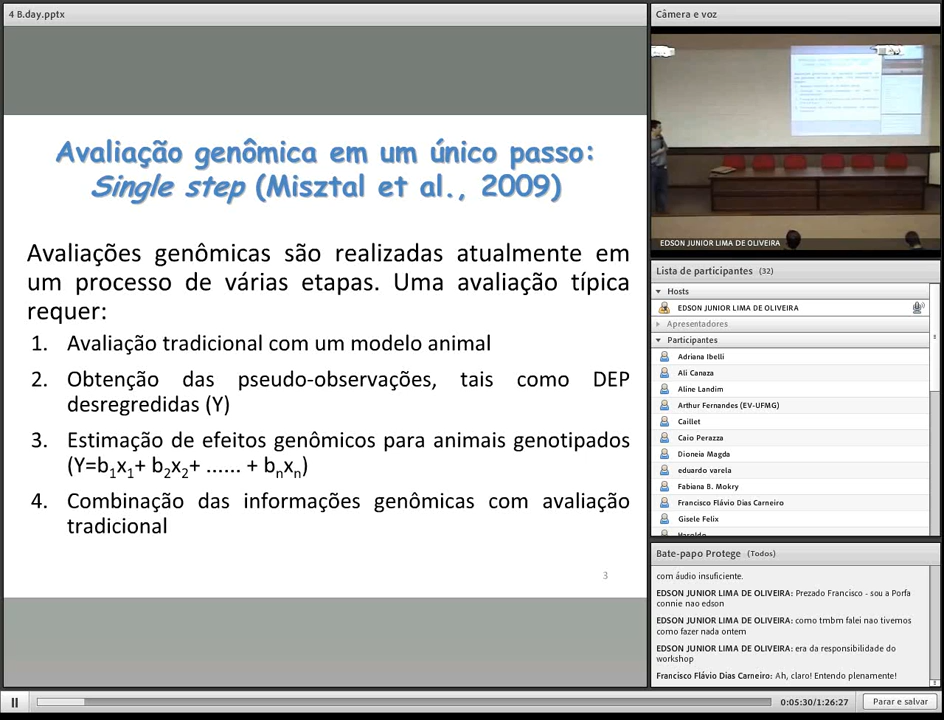 4 B.day.pptx
Avaliação genômica em um único passo:
Single step (Misztal et al., 2009)
Avaliações genômicas são realizadas atualmente em
um processo de várias etapas. Uma avaliação típica
requer:
1. Avaliação tradicional com um modelo animal
2. Obtenção das pseudo-observações, tais como DEP
desregredidas (Y)
3. Estimação de efeitos genômicos para animais genotipados
(Y=b1x1+ b2x2+ ...... + bnxn)
4. Combinação das informações genômicas com avaliação
tradicional
3
Câmera e voz
EDSON JUNIOR LIMA DE OLIVEIRA
Lista de participantes (32)
Hosts
EDSON JUNIOR LIMA DE OLIVEIRA
Apresentadores
Participantes
Adriana Ibelli
Ali Canaza
Aline Landim
Arthur Fernandes (EV-UFMG)
Caillet
Caio Perazza
Dioneia Magda
eduardo varela
Fabiana B. Mokry
Francisco Flávio Dias Carneiro
Gisele Felix
Bate-papo Protege (Todos)
com áudio insuficiente.
EDSON JUNIOR LIMA DE OLIVEIRA: Prezado Francisco - sou a Porfa
connie nao edson
EDSON JUNIOR LIMA DE OLIVEIRA: como tmbm falei nao tivemos
como fazer nada ontem
EDSON JUNIOR LIMA DE OLIVEIRA: era da responsibilidade do
workshop
Francisco Flávio Dias Carneiro: Ah, claro! Entendo plenamente!
0:05:30/1:26:27
Parar e salvar